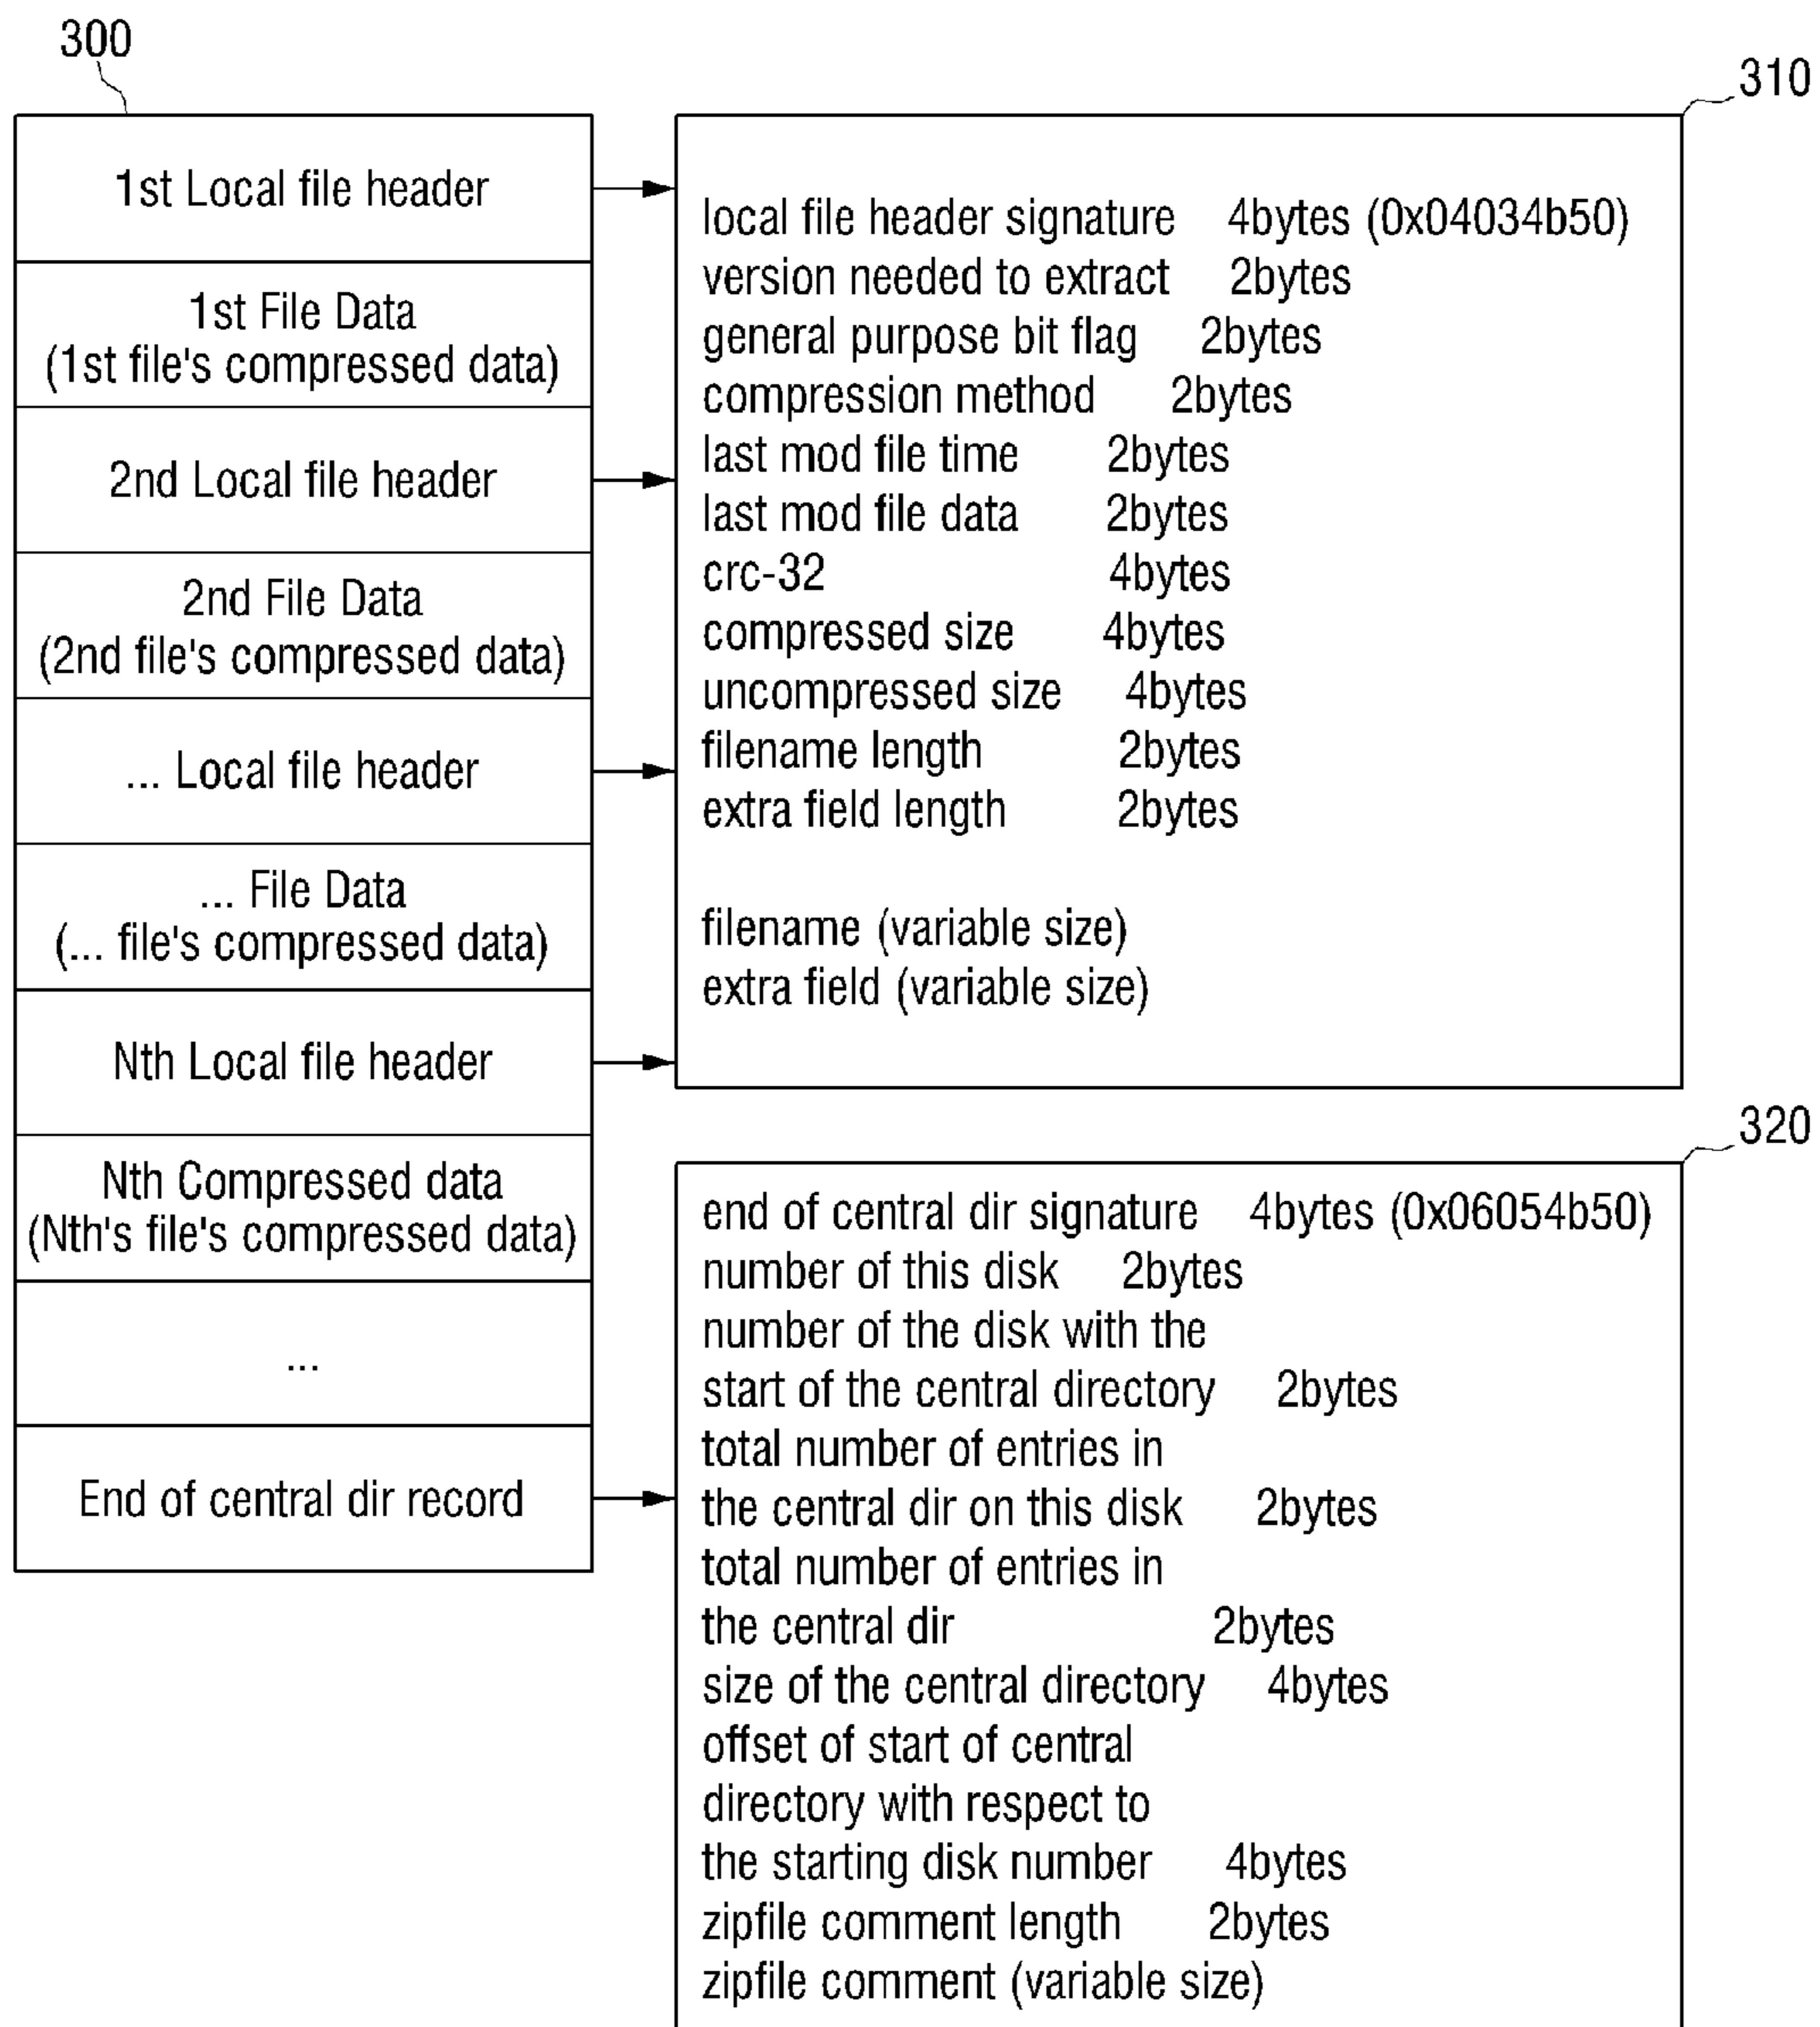 300
1st Local file header
1st File Data
(1st file's compressed data)
2nd Local file header
2nd File Data
(2nd file's compressed data)
... Local file header
... File Data
(... file's compressed data)
Nth Local file header
Nth Compressed data
(Nth's file's compressed data)
...
End of central dir record
310
local file header signature 4bytes (0x04034b50)
version needed to extract 2bytes
general purpose bit flag 2bytes
compression method 2bytes
last mod file time 2bytes
last mod file data 2bytes
crc-32 4bytes
compressed size 4bytes
uncompressed size 4bytes
filename length 2bytes
extra field length 2bytes
filename (variable size)
extra field (variable size)
320
end of central dir signature 4bytes (0x06054b50)
number of this disk 2bytes
number of the disk with the
start of the central directory 2bytes
total number of entries in
the central dir on this disk 2bytes
total number of entries in
the central dir 2bytes
size of the central directory 4bytes
offset of start of central
directory with respect to
the starting disk number 4bytes
zipfile comment length 2bytes
zipfile comment (variable size)